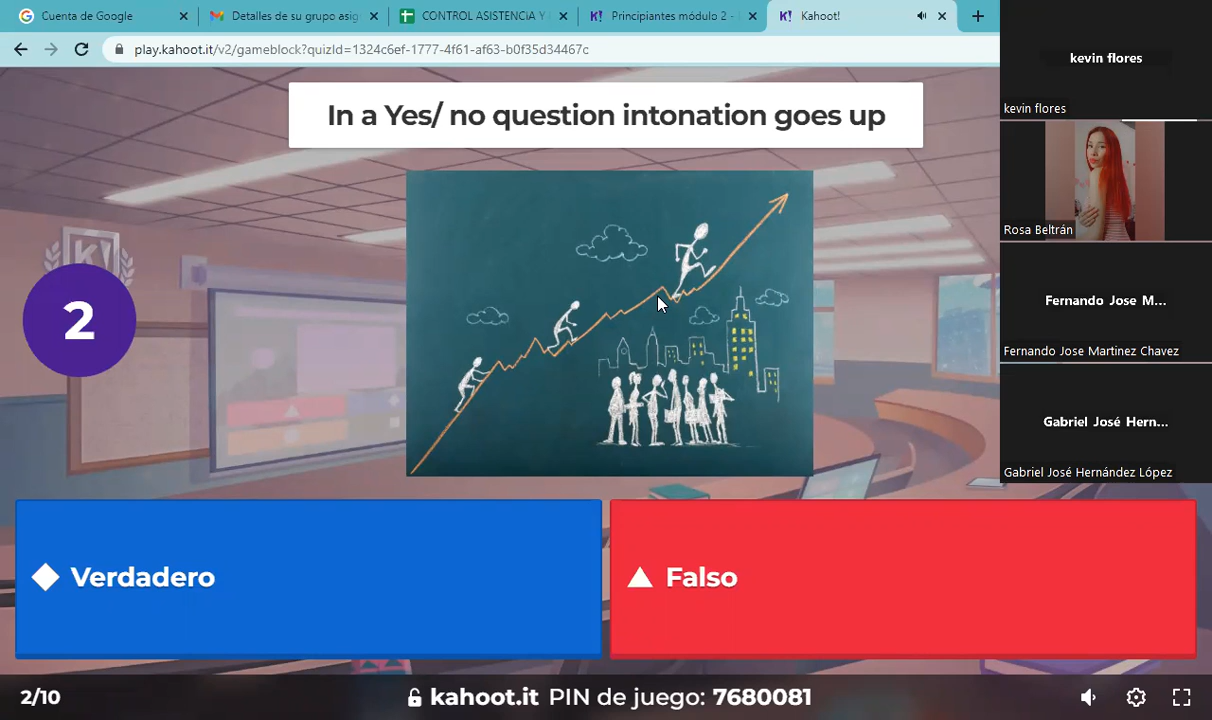 Cuenta de Google
Detalles de su grupo asig
CONTROL ASISTENCiA Y
K! Principiantes módulo 2 -
K! Kahoot!
play.kahoot.it/v2/gameblock?quizId=1324c6ef-1777-4f61-af63-b0f35d34467c
In a Yes/ no question intonation goes up
K!
2
Verdadero
Falso
2/10
kahoot.it PIN de juego: 7680081
kevin flores
kevin flores
Rosa Beltrán
Fernando Jose M...
Fernando Jose Martinez Chavez
Gabriel José Hern...
Gabriel José Hernández López